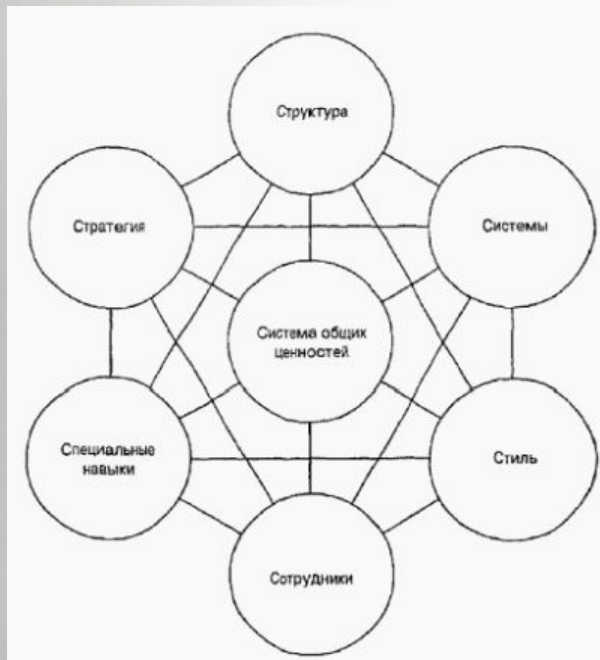 Структура
Стратегия
Системы
Система общих
ценностей
Специальные
навыки
Стиль
Сотрудники